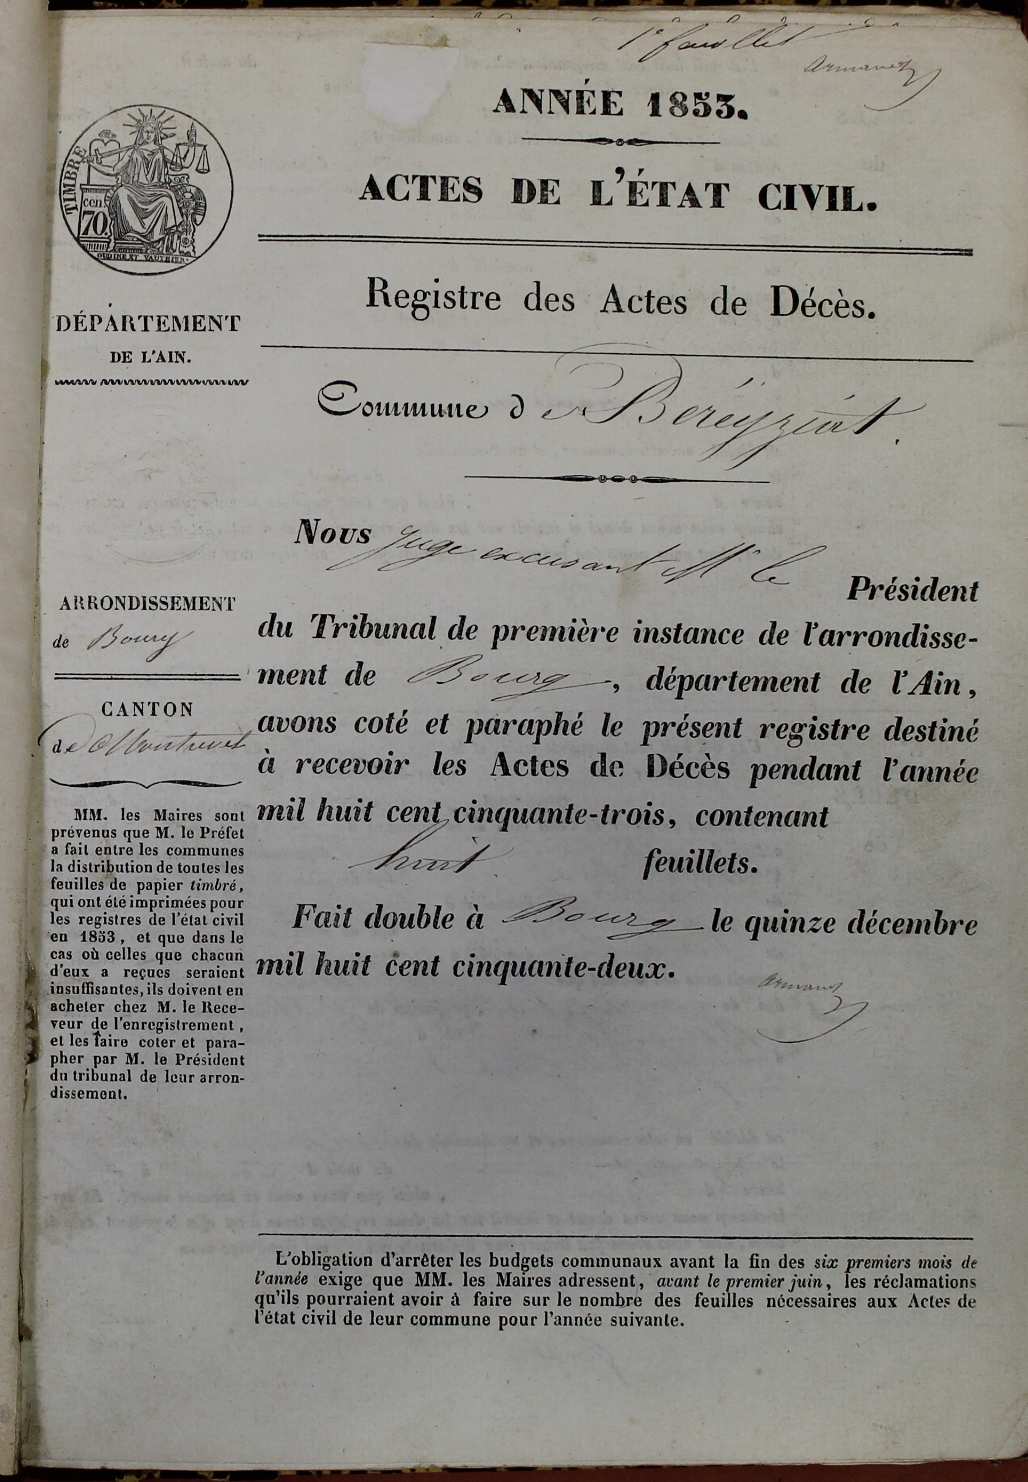 1er feuillet
ANNÉE 1853.
ACTES DE L'ÉTAT CIVIL.
TIMBRE
cen
70
OUDINE ET VAUTHIER
Registre des Actes de Décès.
DÉPARTEMENT
DE L'AIN.
Commune de Béreyziat.
Nous Juge excusant Mr le Président
du Tribunal de première instance de l'arrondisse-
ment de Bourg, département de l'Ain,
avons coté et paraphé le présent registre destiné
à recevoir les Actes de Décès pendant l'année
mil huit cent cinquante-trois, contenant
huit feuillets.
Fait double à Bourg le quinze décembre
mil huit cent cinquante-deux.
ARRONDISSEMENT
de Bourg
CANTON
de Montrevel
MM. les Maires sont
prévenus que M. le Préfet
a fait entre les communes
la distribution de toutes les
feuilles de papier timbré,
qui ont été imprimées pour
les registres de l'état civil
en 1853, et que dans le
cas où celles que chacun
d'eux a reçues seraient
insuffisantes, ils doivent en
acheter chez M. le Rece-
veur de l'enregistrement,
et les faire coter et para-
pher par M. le Président
du tribunal de leur arron-
dissement.
L'obligation d'arrêter les budgets communaux avant la fin des six premiers mois de
l'année exige que MM. les Maires adressent, avant le premier juin, les réclamations
qu'ils pourraient avoir à faire sur le nombre des feuilles nécessaires aux Actes de
l'état civil de leur commune pour l'année suivante.